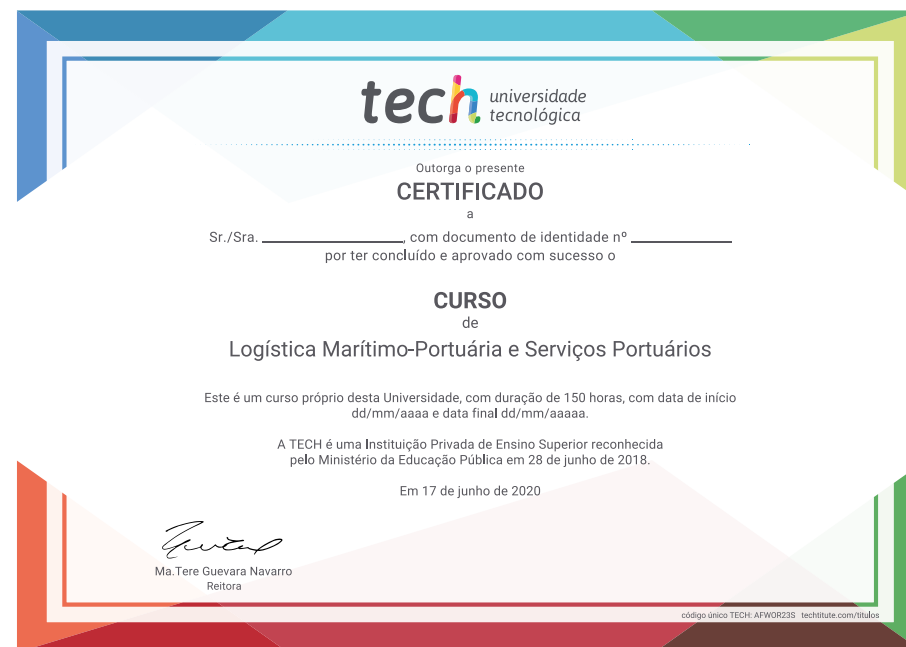 tech universidade
tecnológica
Outorga o presente
CERTIFICADO
a
Sr./Sra. ____________, com documento de identidade nº ____________
por ter concluído e aprovado com sucesso o
CURSO
de
Logística Marítimo-Portuária e Serviços Portuários
Este é um curso próprio desta Universidade, com duração de 150 horas, com data de início
dd/mm/aaaa e data final dd/mm/aaaaa.
A TECH é uma Instituição Privada de Ensino Superior reconhecida
pelo Ministério da Educação Pública em 28 de junho de 2018.
Em 17 de junho de 2020
Ma.Tere Guevara Navarro
Reitora
código único TECH: AFWOR23S techtitute.com/títulos